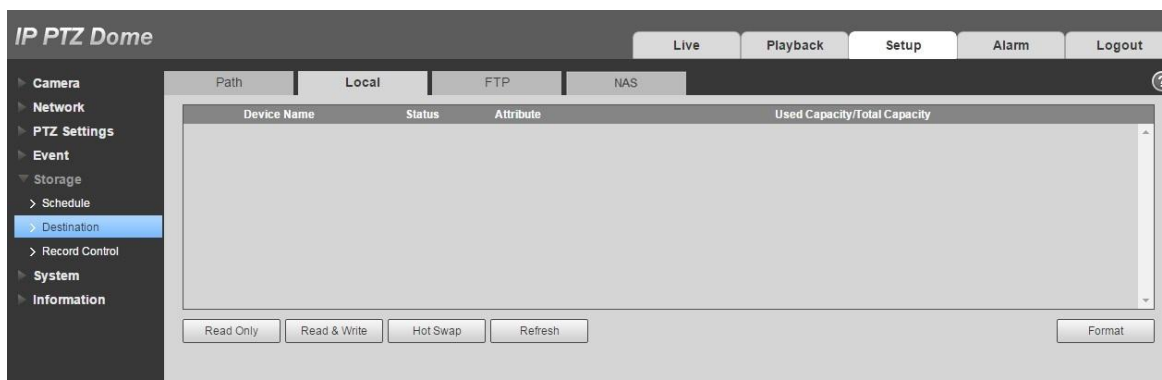 IP PTZ Dome
Live Playback Setup Alarm Logout
Camera
Network
PTZ Settings
Event
Storage
Schedule
Destination
Record Control
System
Information
Path Local FTP NAS
?
Device Name Status Attribute Used Capacity/Total Capacity
Read Only Read & Write Hot Swap Refresh Format